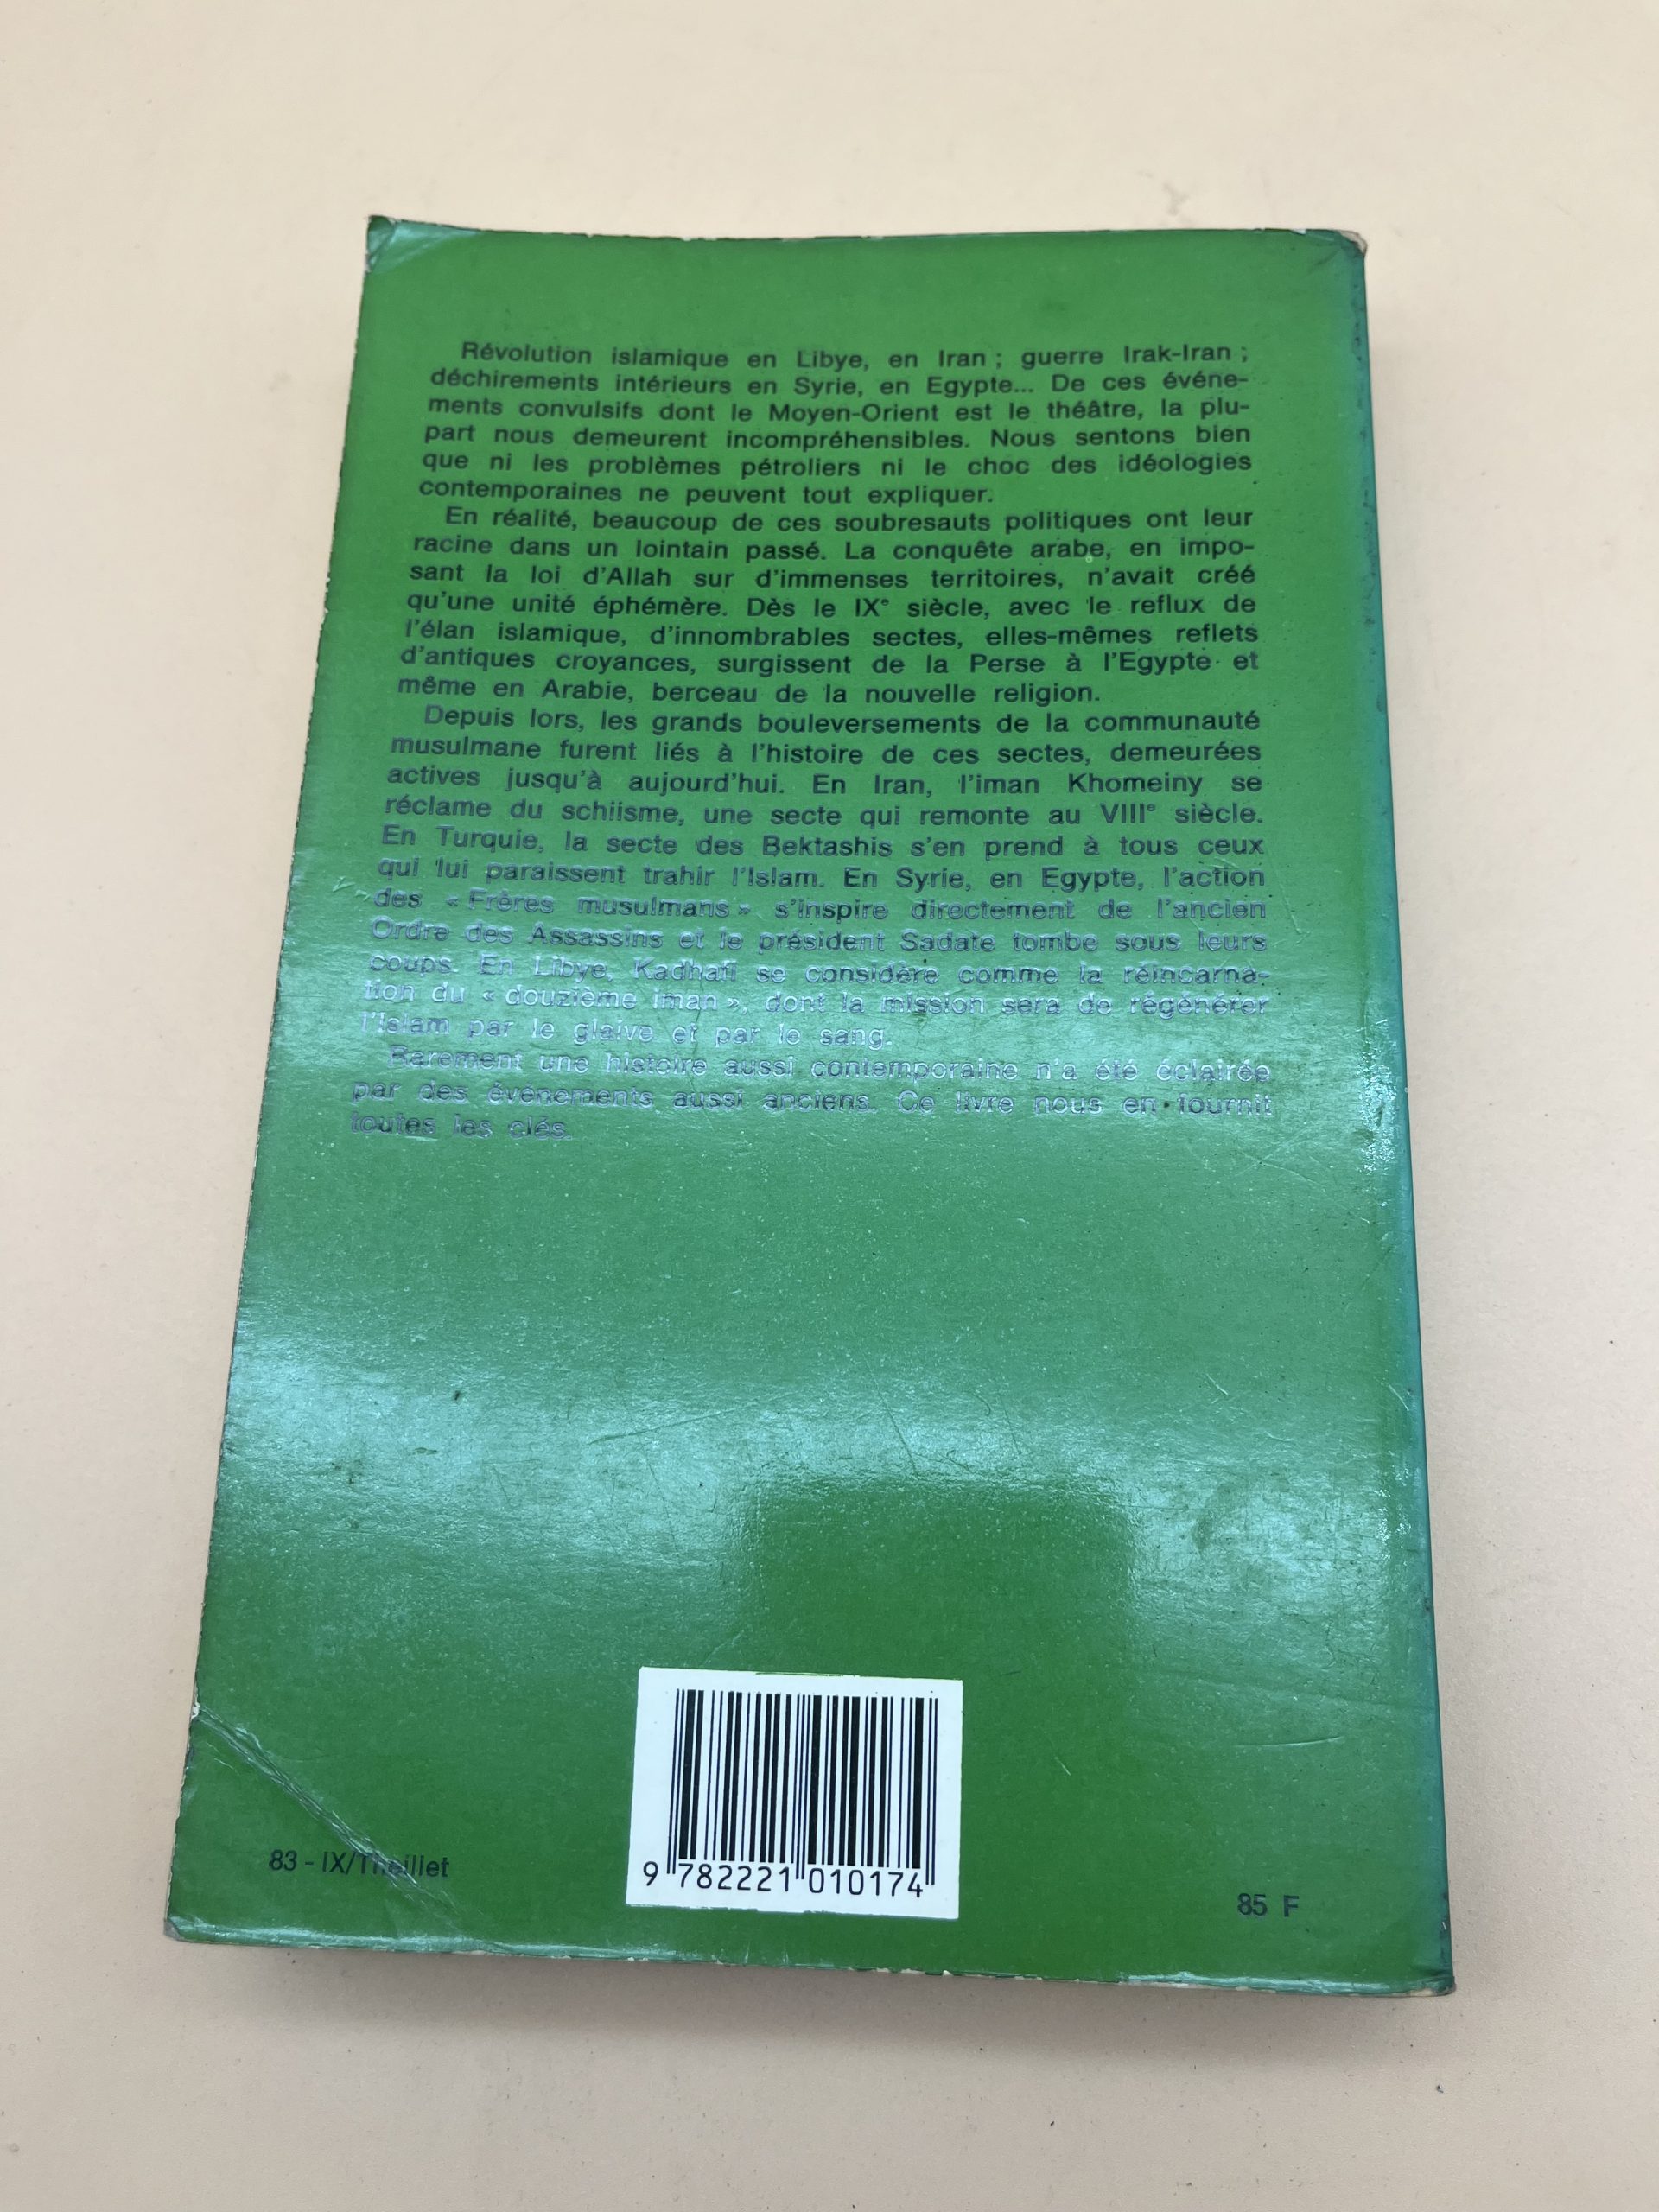 Révolution islamique en Libye, en Iran ; guerre Irak-Iran ;
déchirements intérieurs en Syrie, en Egypte... De ces événe-
ments convulsifs dont le Moyen-Orient est le théâtre, la plu-
part nous demeurent incompréhensibles. Nous sentons bien
que ni les problèmes pétroliers ni le choc des idéologies
contemporaines ne peuvent tout expliquer.
En réalité, beaucoup de ces soubresauts politiques ont leur
racine dans un lointain passé. La conquête arabe, en impo-
sant la loi d'Allah sur d'immenses territoires, n'avait créé
qu'une unité éphémère. Dès le IXe siècle, avec le reflux de
l'élan islamique, d'innombrables sectes, elles-mêmes reflets
d'antiques croyances, surgissent de la Perse à l'Egypte et
même en Arabie, berceau de la nouvelle religion.
Depuis lors, les grands bouleversements de la communauté
musulmane furent liés à l'histoire de ces sectes, demeurées
actives jusqu'à aujourd'hui. En Iran, l'iman Khomeiny se
réclame du schiisme, une secte qui remonte au VIIIe siècle.
En Turquie, la secte des Bektashis s'en prend à tous ceux
qui lui paraissent trahir l'Islam. En Syrie, en Egypte, l'action
des « Frères musulmans » s'inspire directement de l'ancien
Ordre des Assassins et le président Sadate tombe sous leurs
coups. En Libye, Kadhafi se considère comme la réincarna-
tion du « douzième iman », dont la mission sera de régénérer
l'Islam par le glaive et par le sang.
Rarement une histoire aussi contemporaine n'a été éclairée
par des événements aussi anciens. Ce livre nous en fournit
toutes les clés.
83 - IX/Theillet
9 782221 010174
85 F